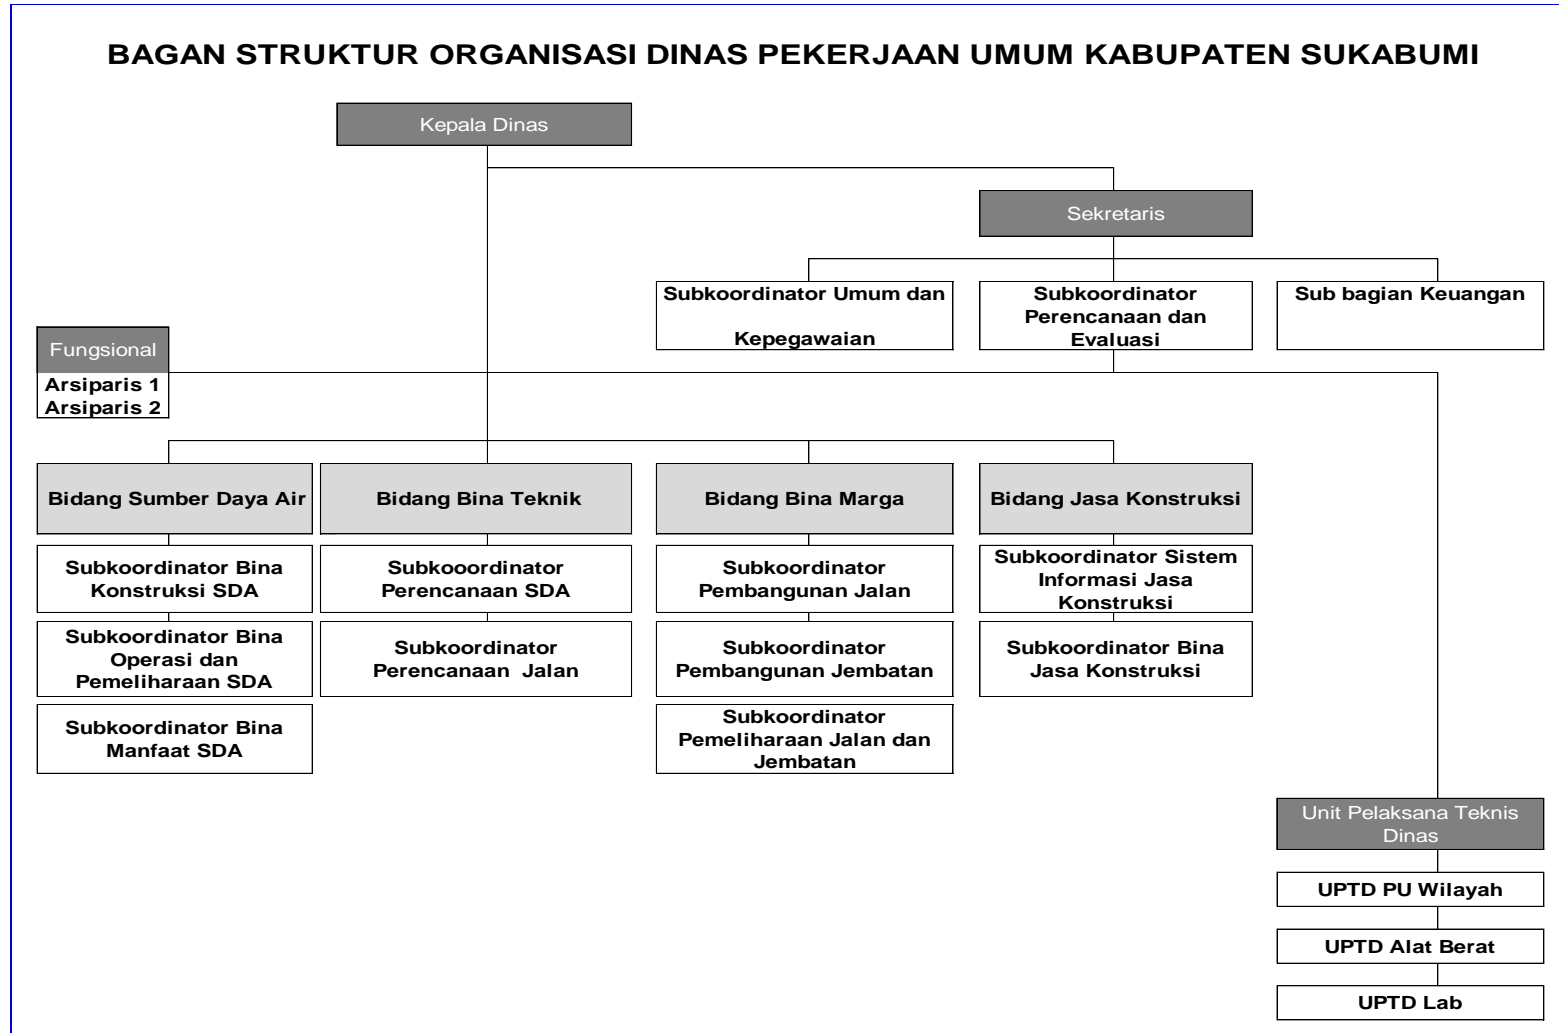 BAGAN STRUKTUR ORGANISASI DINAS PEKERJAAN UMUM KABUPATEN SUKABUMI
Kepala Dinas
Sekretaris
Subkoordinator Umum dan
Kepegawaian
Subkoordinator
Perencanaan dan
Evaluasi
Sub bagian Keuangan
Fungsional
Arsiparis 1
Arsiparis 2
Bidang Sumber Daya Air
Bidang Bina Teknik
Bidang Bina Marga
Bidang Jasa Konstruksi
Subkoordinator Bina
Konstruksi SDA
Subkooordinator
Perencanaan SDA
Subkoordinator
Pembangunan Jalan
Subkoordinator Sistem
Informasi Jasa
Konstruksi
Subkoordinator Bina
Operasi dan
Pemeliharaan SDA
Subkoordinator
Perencanaan  Jalan
Subkoordinator
Pembangunan Jembatan
Subkoordinator Bina
Jasa Konstruksi
Subkoordinator Bina
Manfaat SDA
Subkoordinator
Pemeliharaan Jalan dan
Jembatan
Unit Pelaksana Teknis
Dinas
UPTD PU Wilayah
UPTD Alat Berat
UPTD Lab